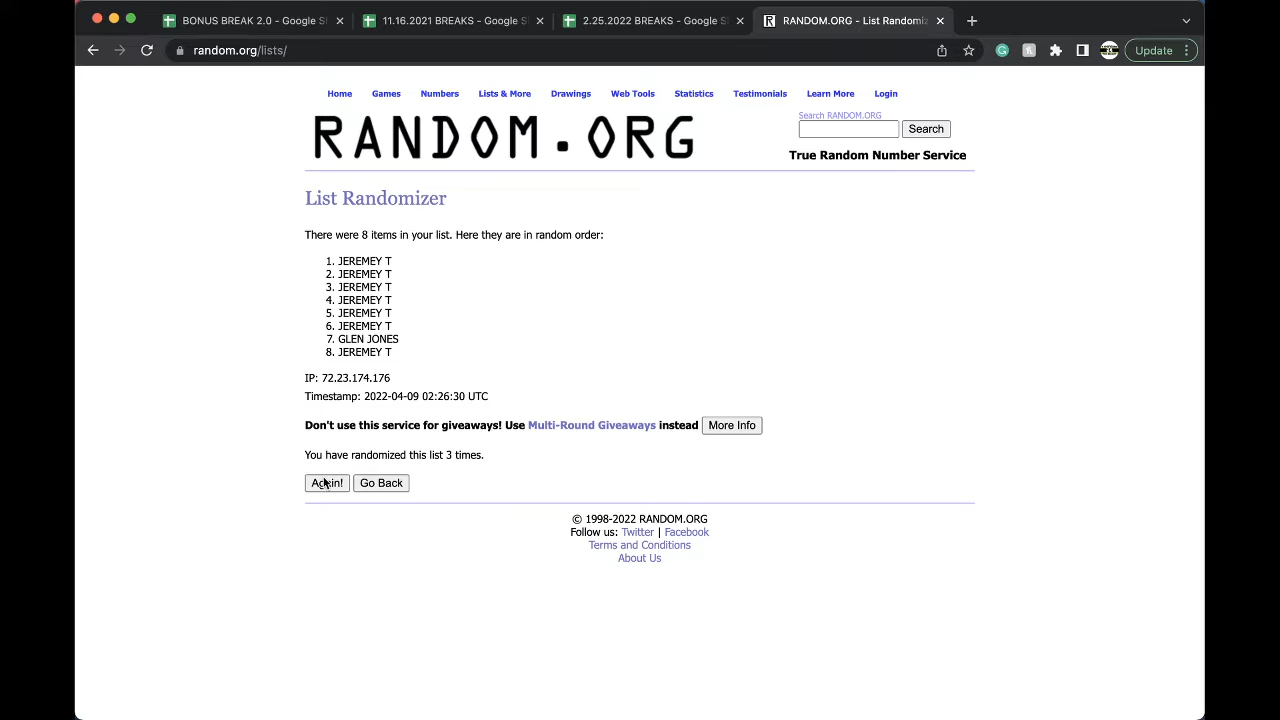 BONUS BREAK 2.0 - Google S
11.16.2021 BREAKS - Google S
2.25.2022 BREAKS - Google S
RANDOM.ORG - List Randomiz
random.org/lists/
Update
Home Games Numbers Lists & More Drawings Web Tools Statistics Testimonials Learn More Login
RANDOM.ORG
Search RANDOM.ORG
Search
True Random Number Service
List Randomizer
There were 8 items in your list. Here they are in random order:
1. JEREMEY T
2. JEREMEY T
3. JEREMEY T
4. JEREMEY T
5. JEREMEY T
6. JEREMEY T
7. GLEN JONES
8. JEREMEY T
IP: 72.23.174.176
Timestamp: 2022-04-09 02:26:30 UTC
Don't use this service for giveaways! Use Multi-Round Giveaways instead More Info
You have randomized this list 3 times.
Again! Go Back
© 1998-2022 RANDOM.ORG
Follow us: Twitter | Facebook
Terms and Conditions
About Us